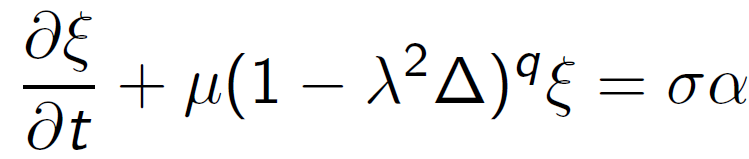 ∂ξ/∂t + μ(1 − λ²Δ)^q ξ = σα